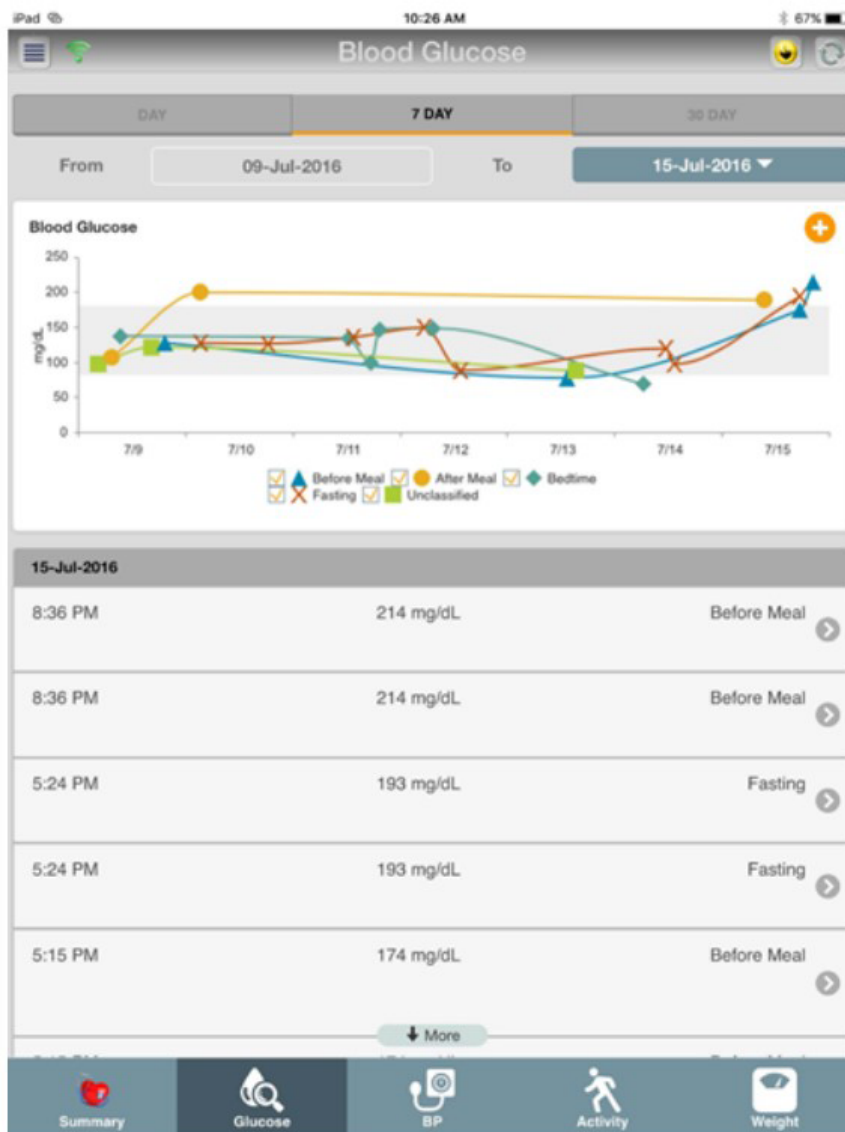 iPad 10:26 AM 67%
Blood Glucose
DAY 7 DAY 30 DAY
From 09-Jul-2016 To 15-Jul-2016
Blood Glucose
250
200
150
100
50
0
mg/dL
7/9 7/10 7/11 7/12 7/13 7/14 7/15
Before Meal After Meal Bedtime
Fasting Unclassified
15-Jul-2016
8:36 PM 214 mg/dL Before Meal
8:36 PM 214 mg/dL Before Meal
5:24 PM 193 mg/dL Fasting
5:24 PM 193 mg/dL Fasting
5:15 PM 174 mg/dL Before Meal
More
Summary Glucose BP Activity Weight